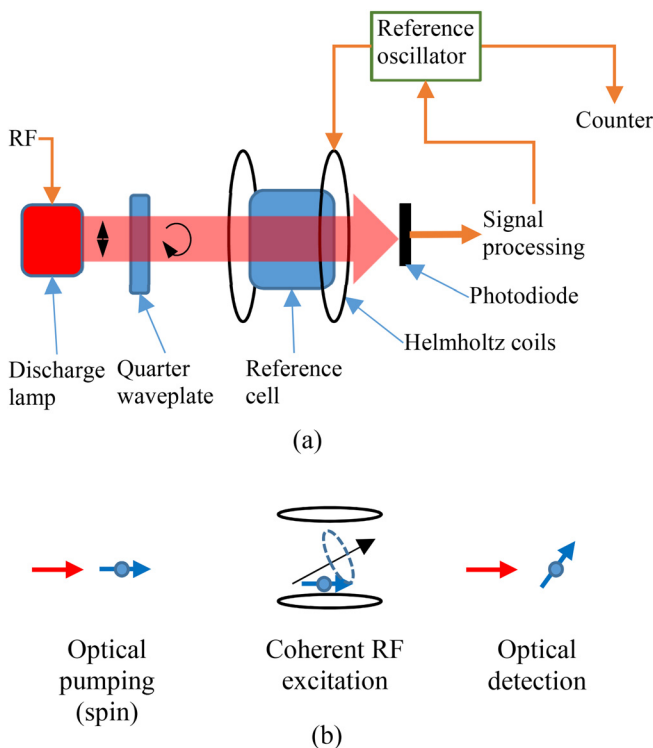 Reference
oscillator
Counter
RF
Signal
processing
Photodiode
Helmholtz coils
Discharge
lamp
Quarter
waveplate
Reference
cell
(a)
Optical
pumping
(spin)
Coherent RF
excitation
Optical
detection
(b)